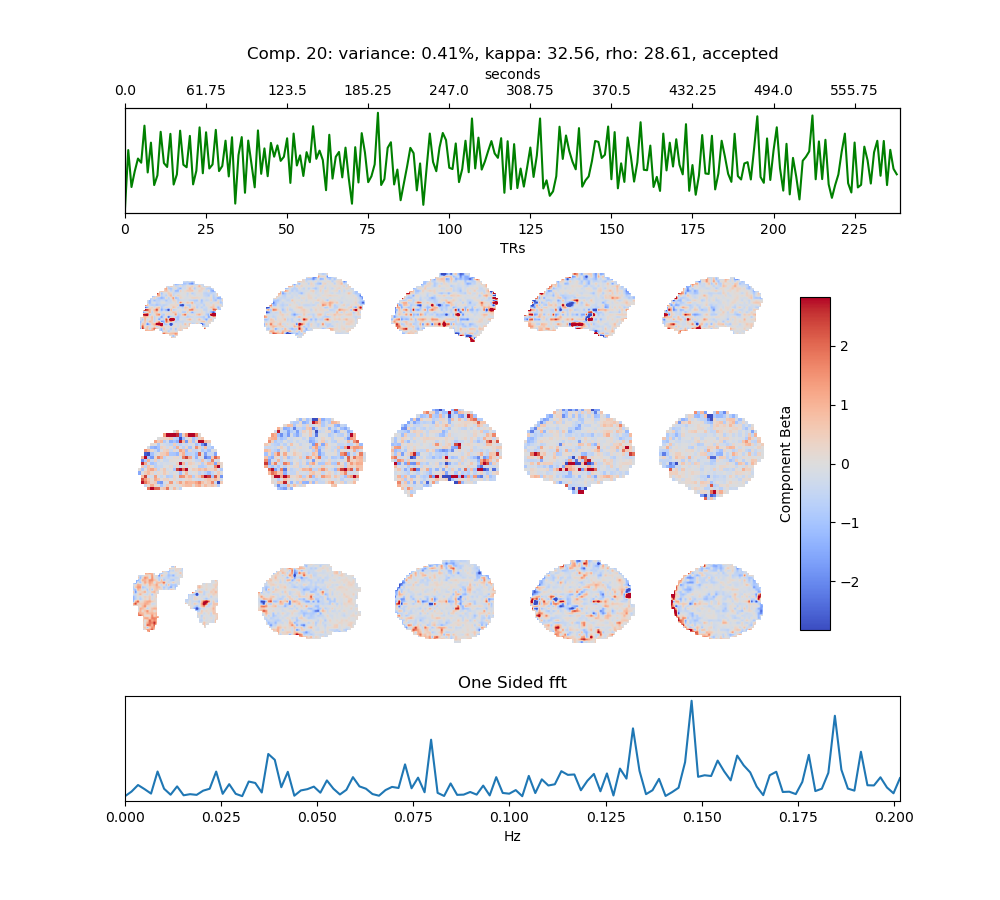 Comp. 20: variance: 0.41%, kappa: 32.56, rho: 28.61, accepted
seconds
0.0 61.75 123.5 185.25 247.0 308.75 370.5 432.25 494.0 555.75
0 25 50 75 100 125 150 175 200 225
TRs
2
1
0
−1
−2
Component Beta
One Sided fft
0.000 0.025 0.050 0.075 0.100 0.125 0.150 0.175 0.200
Hz